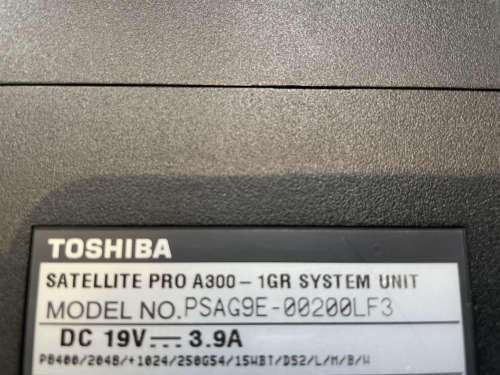 TOSHIBA
SATELLITE PRO A300-1GR SYSTEM UNIT
MODEL NO. PSAG9E-00200LF3
DC 19V⎓3.9A
PB400/2048/+1024/250G54/15WBT/D52/L/M/B/W